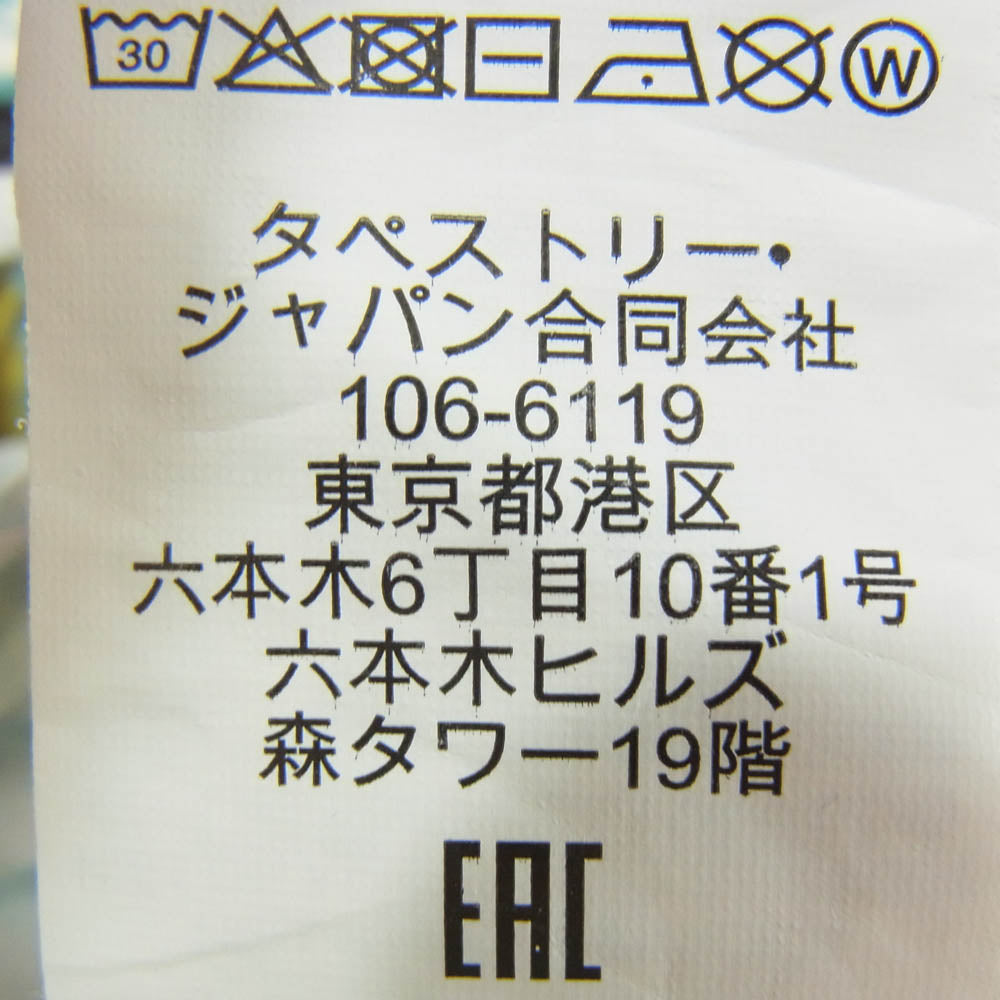 30 W
タペストリー・
ジャパン合同会社
106-6119
東京都港区
六本木6丁目10番1号
六本木ヒルズ
森タワー19階
EAC